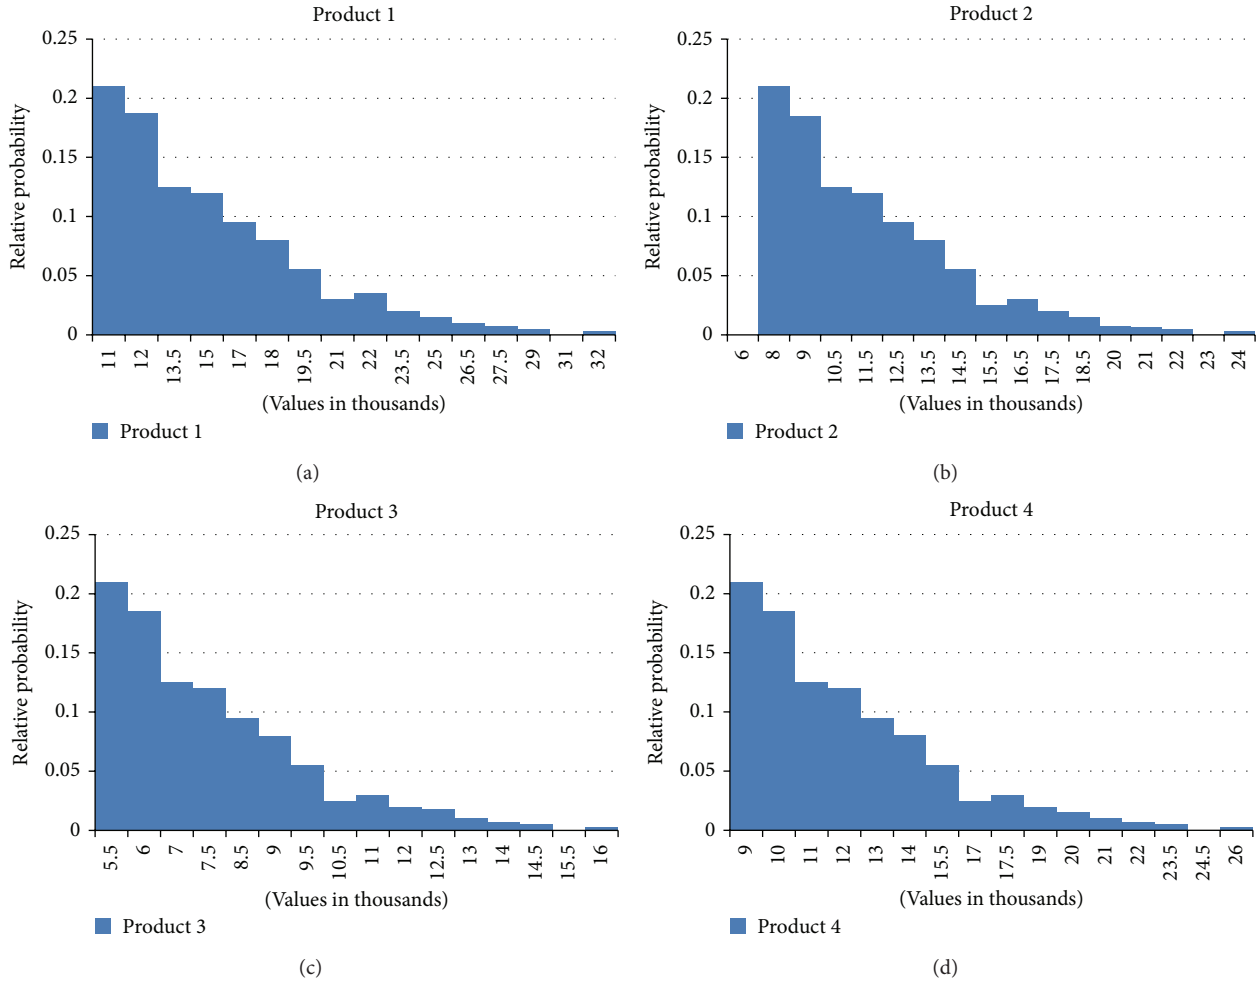 Product 1
0.25
0.2
0.15
0.1
0.05
0
Relative probability
11 12 13.5 15 17 18 19.5 21 22 23.5 25 26.5 27.5 29 31 32
(Values in thousands)
Product 1
(a)
Product 2
0.25
0.2
0.15
0.1
0.05
0
Relative probability
6 8 9 10.5 11.5 12.5 13.5 14.5 15.5 16.5 17.5 18.5 20 21 22 23 24
(Values in thousands)
Product 2
(b)
Product 3
0.25
0.2
0.15
0.1
0.05
0
Relative probability
5.5 6 7 7.5 8.5 9 9.5 10.5 11 12 12.5 13 14 14.5 15.5 16
(Values in thousands)
Product 3
(c)
Product 4
0.25
0.2
0.15
0.1
0.05
0
Relative probability
9 10 11 12 13 14 15.5 17 17.5 19 20 21 22 23.5 24.5 26
(Values in thousands)
Product 4
(d)